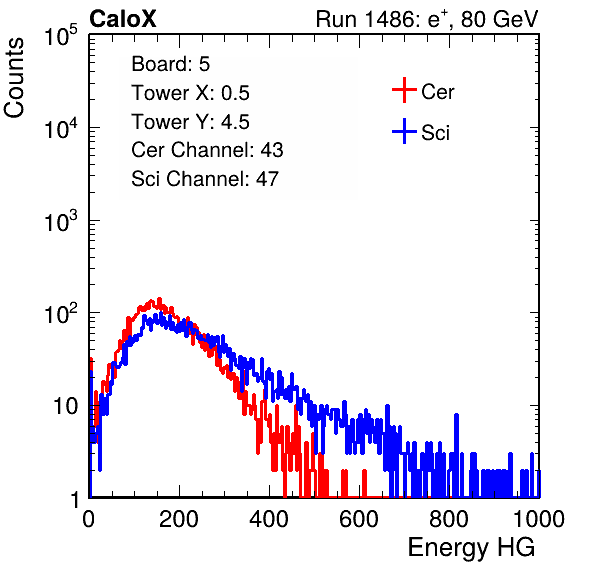 CaloX Run 1486: e⁺, 80 GeV
Counts
Board: 5
Tower X: 0.5
Tower Y: 4.5
Cer Channel: 43
Sci Channel: 47
Cer
Sci
10⁵
10⁴
10³
10²
10
1
0 200 400 600 800 1000
Energy HG